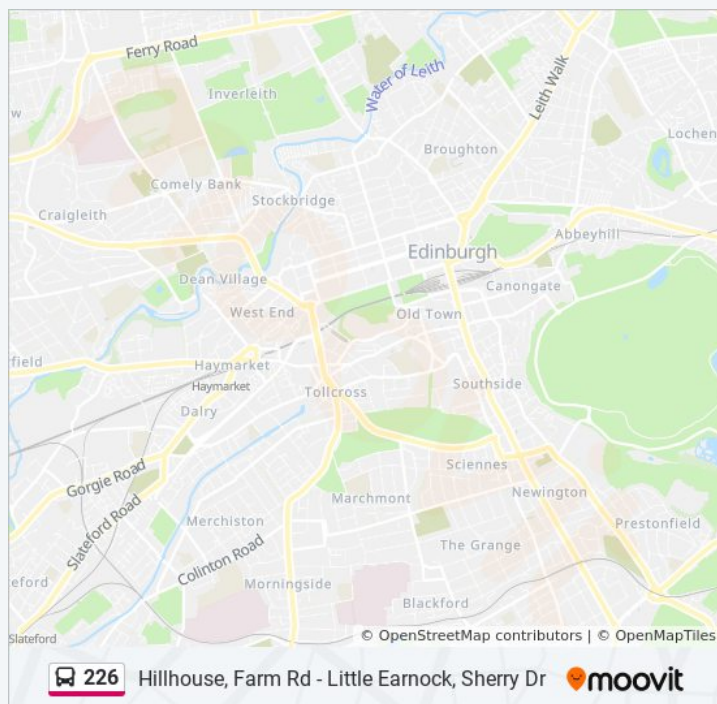 Ferry Road
Water of Leith
Leith Walk
Inverleith
w
Lochen
Broughton
Comely Bank
Stockbridge
Craigleith
Abbeyhill
Edinburgh
Dean Village
Canongate
West End
Old Town
rfield
Haymarket
Haymarket
Southside
Tollcross
Dalry
Gorgie Road
Sciennes
Newington
Marchmont
Slateford Road
Merchiston
Prestonfield
Colinton Road
The Grange
teford
Morningside
Blackford
Slateford
© OpenStreetMap contributors | © OpenMapTiles
226 Hillhouse, Farm Rd - Little Earnock, Sherry Dr moovit